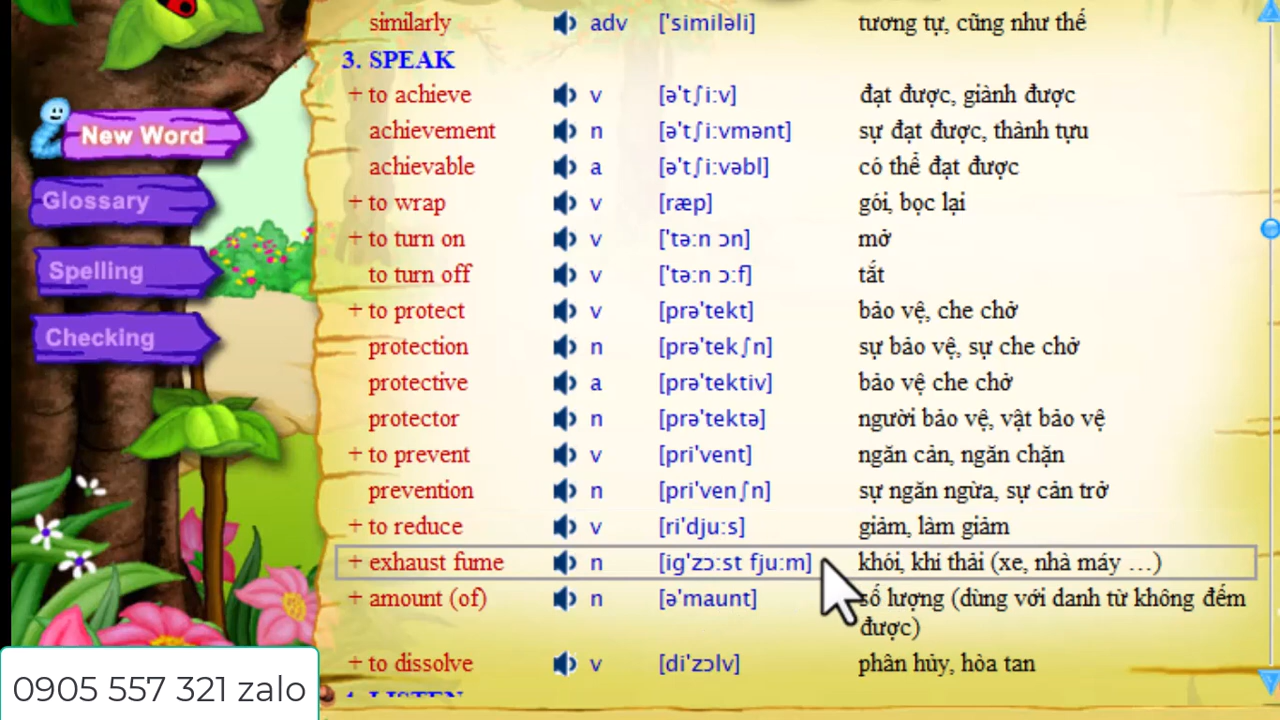 similarly adv ['similəli] tương tự, cũng như thế
3. SPEAK
+ to achieve v [ə'tʃi:v] đạt được, giành được
achievement n [ə'tʃi:vmənt] sự đạt được, thành tựu
achievable a [ə'tʃi:vəbl] có thể đạt được
+ to wrap v [ræp] gói, bọc lại
+ to turn on v ['tə:n ɔn] mở
to turn off v ['tə:n ɔ:f] tắt
+ to protect v [prə'tekt] bảo vệ, che chở
protection n [prə'tekʃn] sự bảo vệ, sự che chở
protective a [prə'tektiv] bảo vệ che chở
protector n [prə'tektə] người bảo vệ, vật bảo vệ
+ to prevent v [pri'vent] ngăn cản, ngăn chặn
prevention n [pri'venʃn] sự ngăn ngừa, sự cản trở
+ to reduce v [ri'dju:s] giảm, làm giảm
+ exhaust fume n [ig'zɔ:st fju:m] khói, khí thải (xe, nhà máy …)
+ amount (of) n [ə'maunt] số lượng (dùng với danh từ không đếm
được)
+ to dissolve v [di'zɔlv] phân hủy, hòa tan
4. LISTEN
New Word
Glossary
Spelling
Checking
0905 557 321 zalo